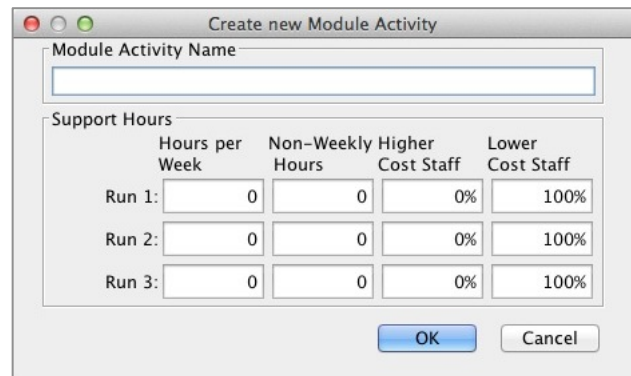 Create new Module Activity
Module Activity Name
Support Hours
Hours per Week
Non-Weekly Hours
Higher Cost Staff
Lower Cost Staff
Run 1: 0 0 0% 100%
Run 2: 0 0 0% 100%
Run 3: 0 0 0% 100%
OK Cancel